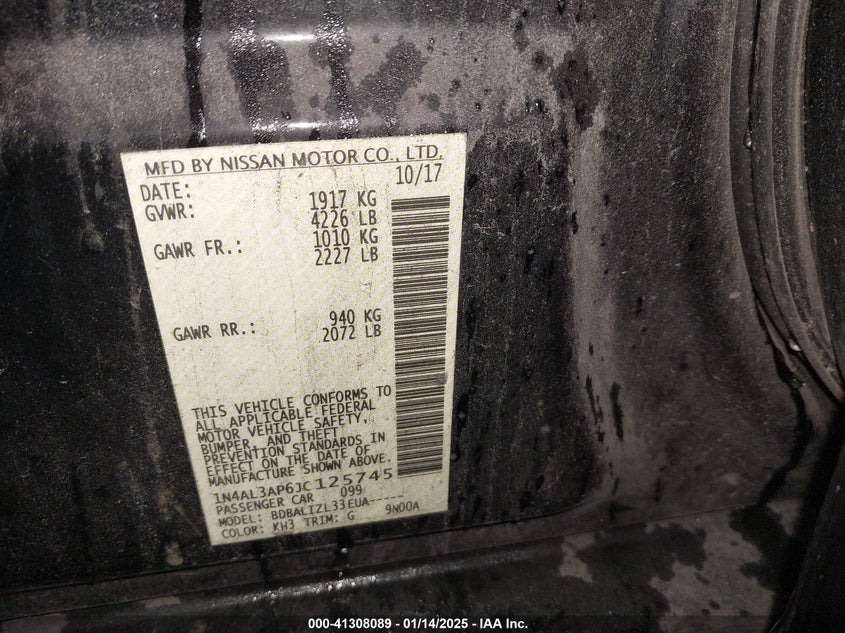 MFD BY NISSAN MOTOR CO., LTD.
DATE: 10/17
GVWR: 1917 KG
4226 LB
GAWR FR.: 1010 KG
2227 LB
GAWR RR.: 940 KG
2072 LB
THIS VEHICLE CONFORMS TO
ALL APPLICABLE FEDERAL
MOTOR VEHICLE SAFETY,
BUMPER, AND THEFT
PREVENTION STANDARDS IN
EFFECT ON THE DATE OF
MANUFACTURE SHOWN ABOVE.
1N4AL3AP6JC125745
PASSENGER CAR 099
MODEL: BDBALIZL33EUA-----
COLOR: KH3 TRIM: G 9N00A
000-41308089 - 01/14/2025 - IAA Inc.